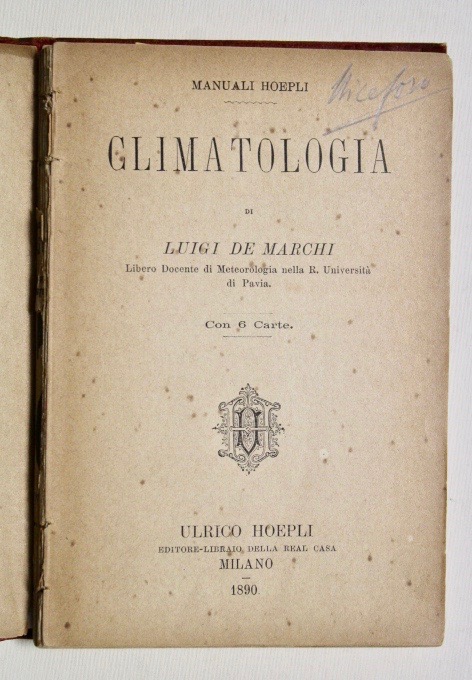 MANUALI HOEPLI
CLIMATOLOGIA
DI
LUIGI DE MARCHI
Libero Docente di Meteorologia nella R. Università
di Pavia.
Con 6 Carte.
ULRICO HOEPLI
EDITORE-LIBRAIO DELLA REAL CASA
MILANO
1890